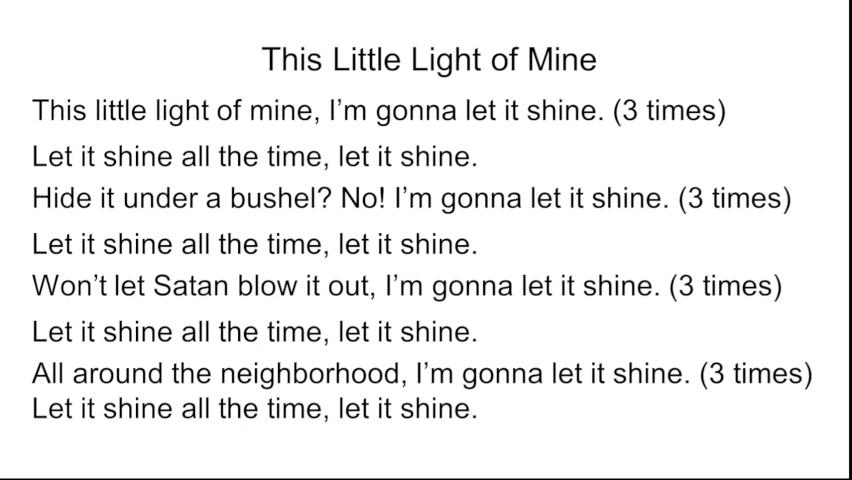 This Little Light of Mine
This little light of mine, I’m gonna let it shine. (3 times)
Let it shine all the time, let it shine.
Hide it under a bushel? No! I’m gonna let it shine. (3 times)
Let it shine all the time, let it shine.
Won’t let Satan blow it out, I’m gonna let it shine. (3 times)
Let it shine all the time, let it shine.
All around the neighborhood, I’m gonna let it shine. (3 times)
Let it shine all the time, let it shine.